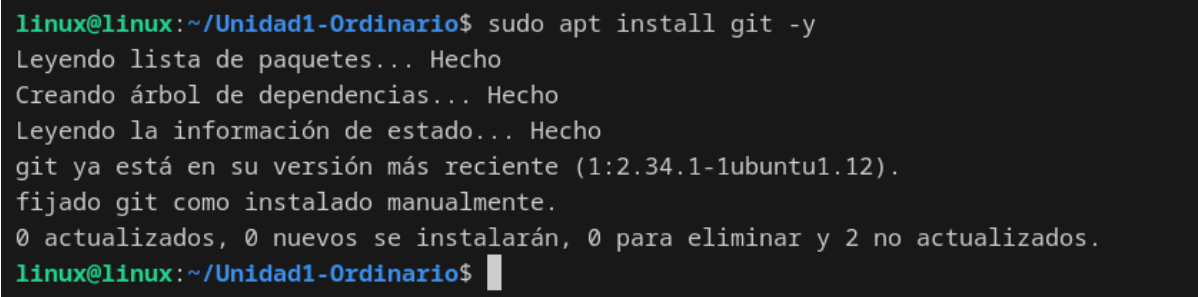 linux@linux:~/Unidad1-Ordinario$ sudo apt install git -y
Leyendo lista de paquetes... Hecho
Creando árbol de dependencias... Hecho
Leyendo la información de estado... Hecho
git ya está en su versión más reciente (1:2.34.1-1ubuntu1.12).
fijado git como instalado manualmente.
0 actualizados, 0 nuevos se instalarán, 0 para eliminar y 2 no actualizados.
linux@linux:~/Unidad1-Ordinario$